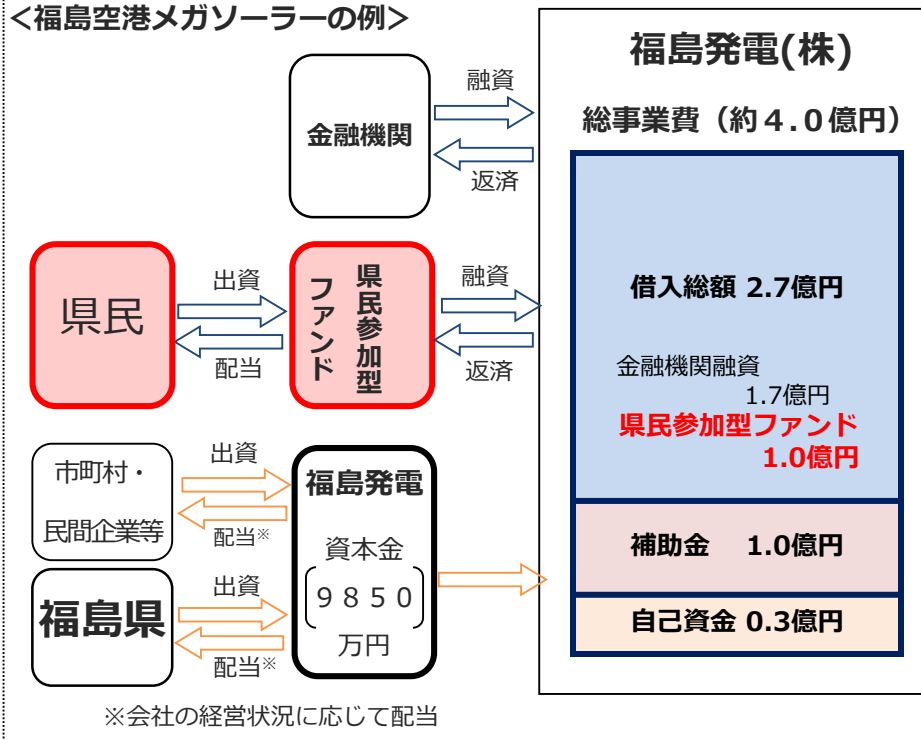 <福島空港メガソーラーの例>
福島発電(株)
総事業費（約４.０億円）
金融機関
融資
返済
県民
出資
配当
県民参加型
ファンド
融資
返済
借入総額 2.7億円
金融機関融資
1.7億円
県民参加型ファンド
1.0億円
市町村・
民間企業等
出資
配当※
福島県
出資
配当※
福島発電
資本金
９８５０
万円
補助金 1.0億円
自己資金 0.3億円
※会社の経営状況に応じて配当